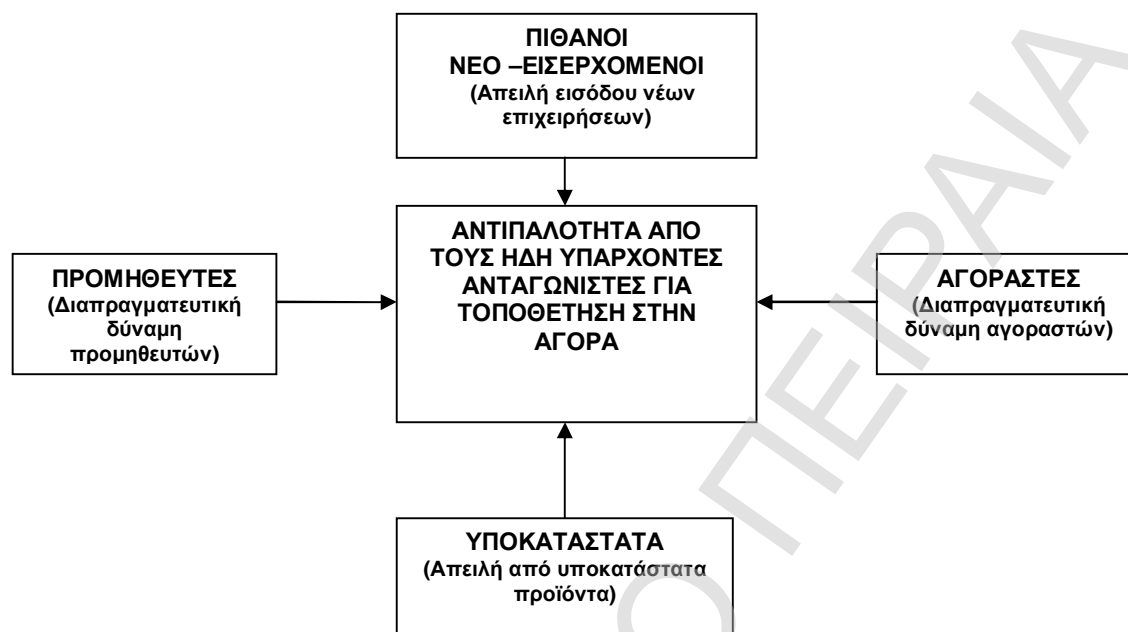 ΠΙΘΑΝΟΙ
ΝΕΟ –ΕΙΣΕΡΧΟΜΕΝΟΙ
(Απειλή εισόδου νέων
επιχειρήσεων)
ΑΝΤΙΠΑΛΟΤΗΤΑ ΑΠΟ
ΤΟΥΣ ΗΔΗ ΥΠΑΡΧΟΝΤΕΣ
ΑΝΤΑΓΩΝΙΣΤΕΣ ΓΙΑ
ΤΟΠΟΘΕΤΗΣΗ ΣΤΗΝ
ΑΓΟΡΑ
ΠΡΟΜΗΘΕΥΤΕΣ
(Διαπραγματευτική
δύναμη
προμηθευτών)
ΑΓΟΡΑΣΤΕΣ
(Διαπραγματευτική
δύναμη αγοραστών)
ΥΠΟΚΑΤΑΣΤΑΤΑ
(Απειλή από υποκατάστατα
προϊόντα)
ΠΕΙΡΑΙΑ